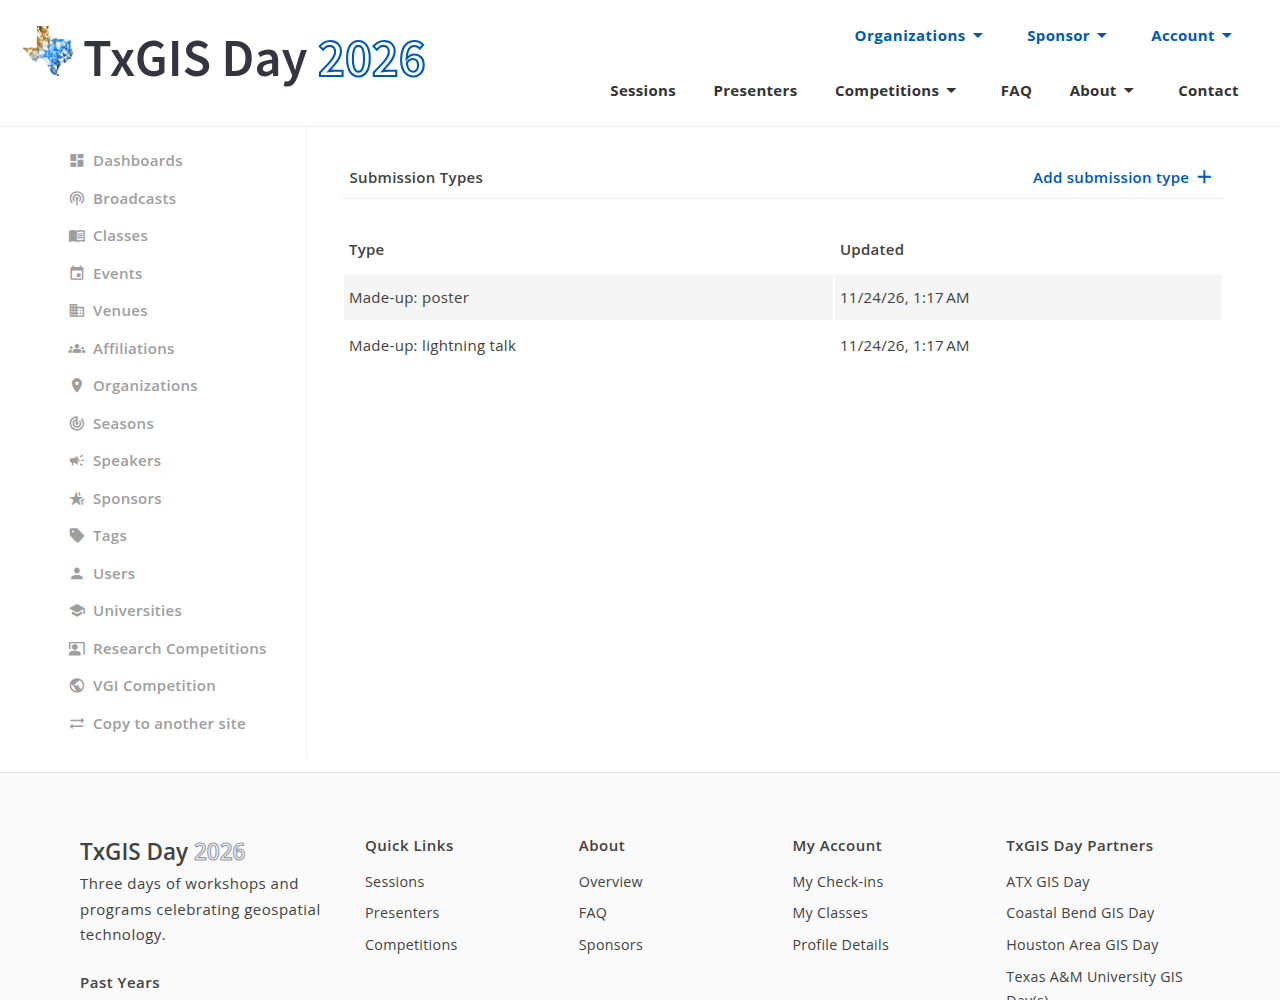 TxGIS Day 2026
Organizations
Sponsor
Account
Sessions
Presenters
Competitions
FAQ
About
Contact
Dashboards
Broadcasts
Classes
Events
Venues
Affiliations
Organizations
Seasons
Speakers
Sponsors
Tags
Users
Universities
Research Competitions
VGI Competition
Copy to another site
Submission Types
Add submission type
Type
Updated
Made-up: poster
11/24/26, 1:17 AM
Made-up: lightning talk
11/24/26, 1:17 AM
TxGIS Day 2026
Three days of workshops and
programs celebrating geospatial
technology.
Past Years
Quick Links
Sessions
Presenters
Competitions
About
Overview
FAQ
Sponsors
My Account
My Check-ins
My Classes
Profile Details
TxGIS Day Partners
ATX GIS Day
Coastal Bend GIS Day
Houston Area GIS Day
Texas A&M University GIS
Day(s)